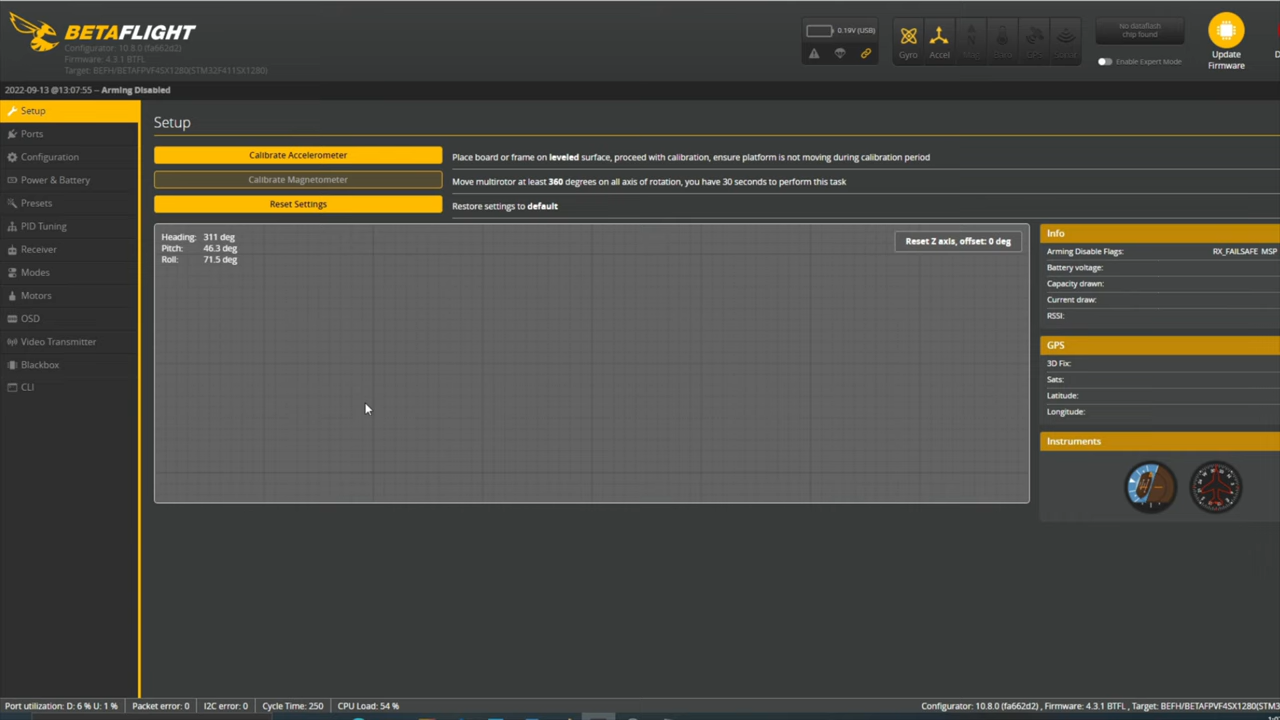 BETAFLIGHT
Configurator: 10.8.0 (fa662d2)
Firmware: 4.3.1 BTFL
Target: BEFH/BETAFPVF4SX1280(STM32F411SX1280)
0.19V (USB)
Gyro
Accel
No dataflash
chip found
Enable Expert Mode
Update
Firmware
2022-09-13 @13:07:55 -- Arming Disabled
Setup
Ports
Configuration
Power & Battery
Presets
PID Tuning
Receiver
Modes
Motors
OSD
Video Transmitter
Blackbox
CLI
Setup
Calibrate Accelerometer
Place board or frame on leveled surface, proceed with calibration, ensure platform is not moving during calibration period
Calibrate Magnetometer
Move multirotor at least 360 degrees on all axis of rotation, you have 30 seconds to perform this task
Reset Settings
Restore settings to default
Heading: 311 deg
Pitch: 46.3 deg
Roll: 71.5 deg
Reset Z axis, offset: 0 deg
Info
Arming Disable Flags: RX_FAILSAFE MSP
Battery voltage:
Capacity drawn:
Current draw:
RSSI:
GPS
3D Fix:
Sats:
Latitude:
Longitude:
Instruments
Port utilization: D: 6 % U: 1 %
Packet error: 0
I2C error: 0
Cycle Time: 250
CPU Load: 54 %
Configurator: 10.8.0 (fa662d2) , Firmware: 4.3.1 BTFL , Target: BEFH/BETAFPVF4SX1280(STM3